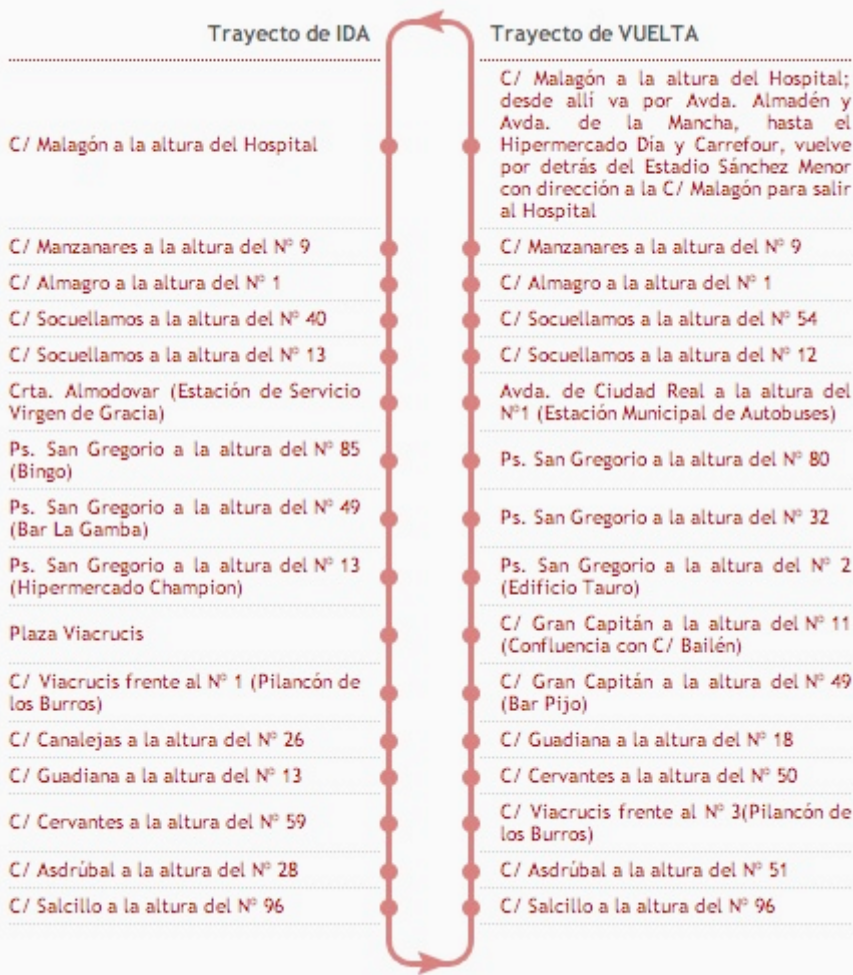 Trayecto de IDA
C/ Malagón a la altura del Hospital
C/ Manzanares a la altura del Nº 9
C/ Almagro a la altura del Nº 1
C/ Socuellamos a la altura del Nº 40
C/ Socuellamos a la altura del Nº 13
Crta. Almodovar (Estación de Servicio
Virgen de Gracia)
Ps. San Gregorio a la altura del Nº 85
(Bingo)
Ps. San Gregorio a la altura del Nº 49
(Bar La Gamba)
Ps. San Gregorio a la altura del Nº 13
(Hipermercado Champion)
Plaza Viacrucis
C/ Viacrucis frente al Nº 1 (Pilancón de
los Burros)
C/ Canalejas a la altura del Nº 26
C/ Guadiana a la altura del Nº 13
C/ Cervantes a la altura del Nº 59
C/ Asdrúbal a la altura del Nº 28
C/ Salcillo a la altura del Nº 96
Trayecto de VUELTA
C/ Malagón a la altura del Hospital;
desde allí va por Avda. Almadén y
Avda. de la Mancha, hasta el
Hipermercado Día y Carrefour, vuelve
por detrás del Estadio Sánchez Menor
con dirección a la C/ Malagón para salir
al Hospital
C/ Manzanares a la altura del Nº 9
C/ Almagro a la altura del Nº 1
C/ Socuellamos a la altura del Nº 54
C/ Socuellamos a la altura del Nº 12
Avda. de Ciudad Real a la altura del
Nº1 (Estación Municipal de Autobuses)
Ps. San Gregorio a la altura del Nº 80
Ps. San Gregorio a la altura del Nº 32
Ps. San Gregorio a la altura del Nº 2
(Edificio Tauro)
C/ Gran Capitán a la altura del Nº 11
(Confluencia con C/ Bailén)
C/ Gran Capitán a la altura del Nº 49
(Bar Pijo)
C/ Guadiana a la altura del Nº 18
C/ Cervantes a la altura del Nº 50
C/ Viacrucis frente al Nº 3(Pilancón de
los Burros)
C/ Asdrúbal a la altura del Nº 51
C/ Salcillo a la altura del Nº 96